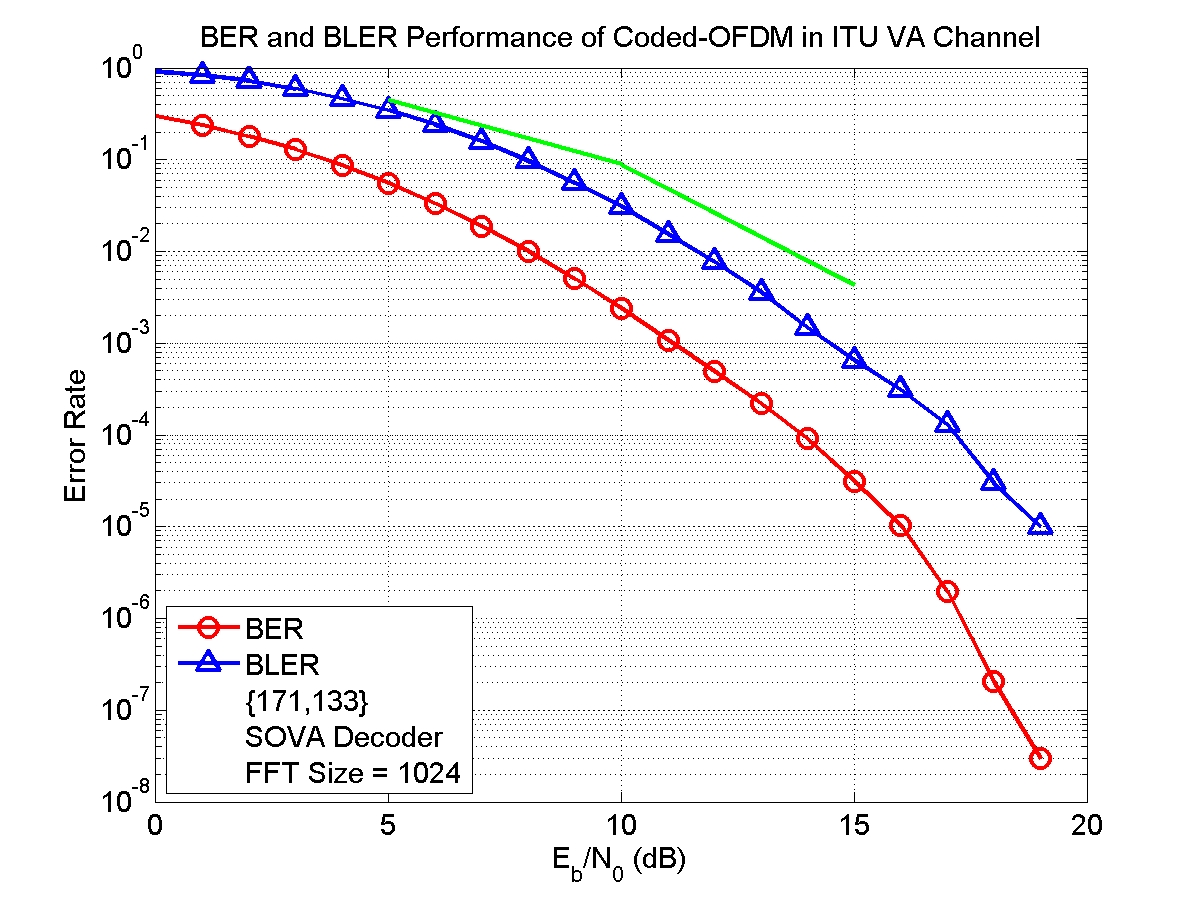 BER and BLER Performance of Coded-OFDM in ITU VA Channel
10^0
10^-1
10^-2
10^-3
10^-4
10^-5
10^-6
10^-7
10^-8
Error Rate
BER
BLER
{171,133}
SOVA Decoder
FFT Size = 1024
0 5 10 15 20
E_b/N_0 (dB)